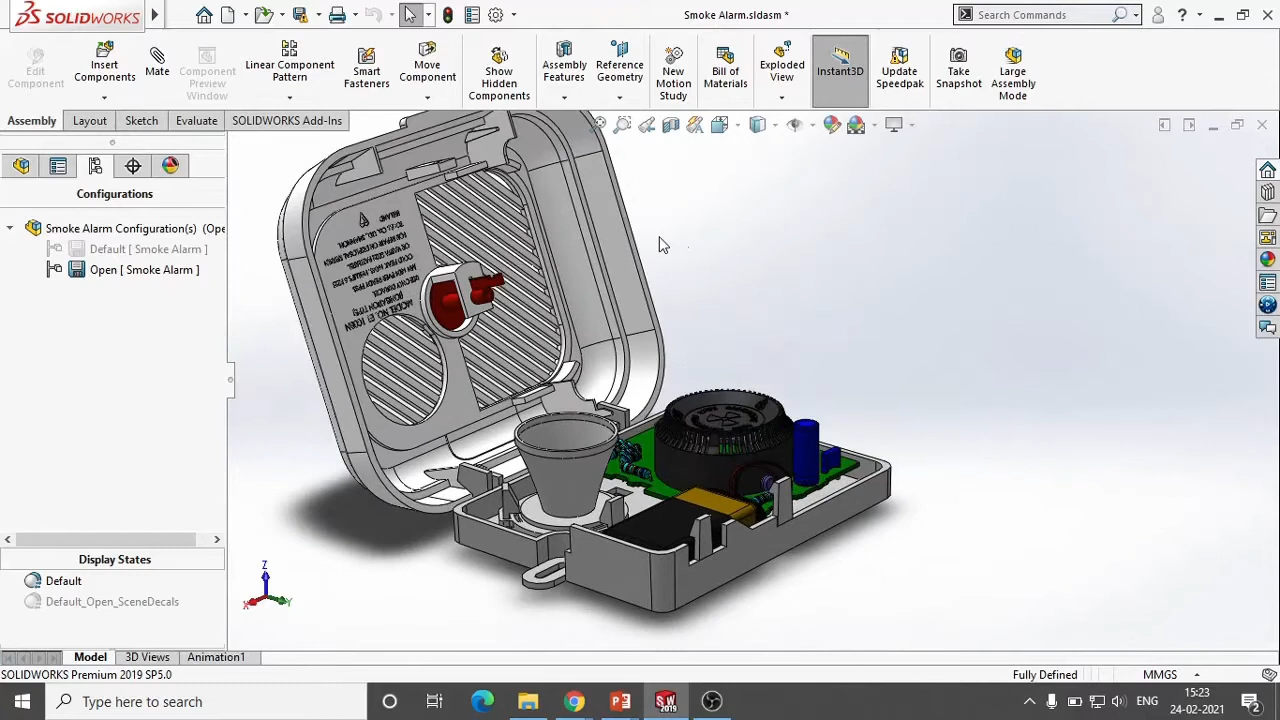 SOLIDWORKS
Smoke Alarm.sldasm *
Search Commands
Edit Component
Insert Components
Mate
Component Preview Window
Linear Component Pattern
Smart Fasteners
Move Component
Show Hidden Components
Assembly Features
Reference Geometry
New Motion Study
Bill of Materials
Exploded View
Instant3D
Update Speedpak
Take Snapshot
Large Assembly Mode
Assembly
Layout
Sketch
Evaluate
SOLIDWORKS Add-Ins
Configurations
Smoke Alarm Configuration(s) (Ope
Default [ Smoke Alarm ]
Open [ Smoke Alarm ]
Display States
Default
Default_Open_SceneDecals
Z
X
Y
Model
3D Views
Animation1
SOLIDWORKS Premium 2019 SP5.0
Fully Defined
MMGS
Type here to search
SW
2019
ENG
15:23
24-02-2021
2